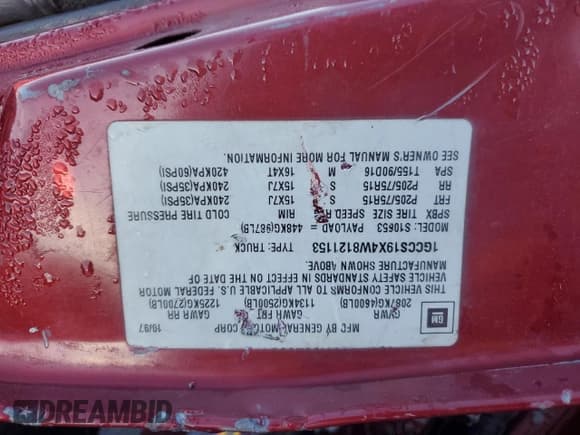 MFG BY GENERAL MOTORS CORP 10/97
GVWR GAWR FRT GAWR RR
2087KG(4600LB) 1134KG(2500LB) 1225KG(2700LB)
THIS VEHICLE CONFORMS TO ALL APPLICABLE U.S. FEDERAL MOTOR
VEHICLE SAFETY STANDARDS IN EFFECT ON THE DATE OF
MANUFACTURE SHOWN ABOVE.
1GCCS19X4W8121153 TYPE: TRUCK
MODEL: S10653 PAYLOAD = 448KG(987LB)
SPBX TIRE SIZE SPEED RTG RIM COLD TIRE PRESSURE
FRT P205/75R15 S 15X7J 240KPA(35PSI)
RR P205/75R15 S 15X7J 240KPA(35PSI)
SPA T155/90D16 M 16X4T 420KPA(60PSI)
SEE OWNER'S MANUAL FOR MORE INFORMATION.
GM
DREAMBID